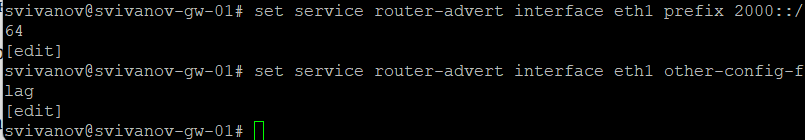 svivanov@svivanov-gw-01# set service router-advert interface eth1 prefix 2000::/
64
[edit]
svivanov@svivanov-gw-01# set service router-advert interface eth1 other-config-f
lag
[edit]
svivanov@svivanov-gw-01#